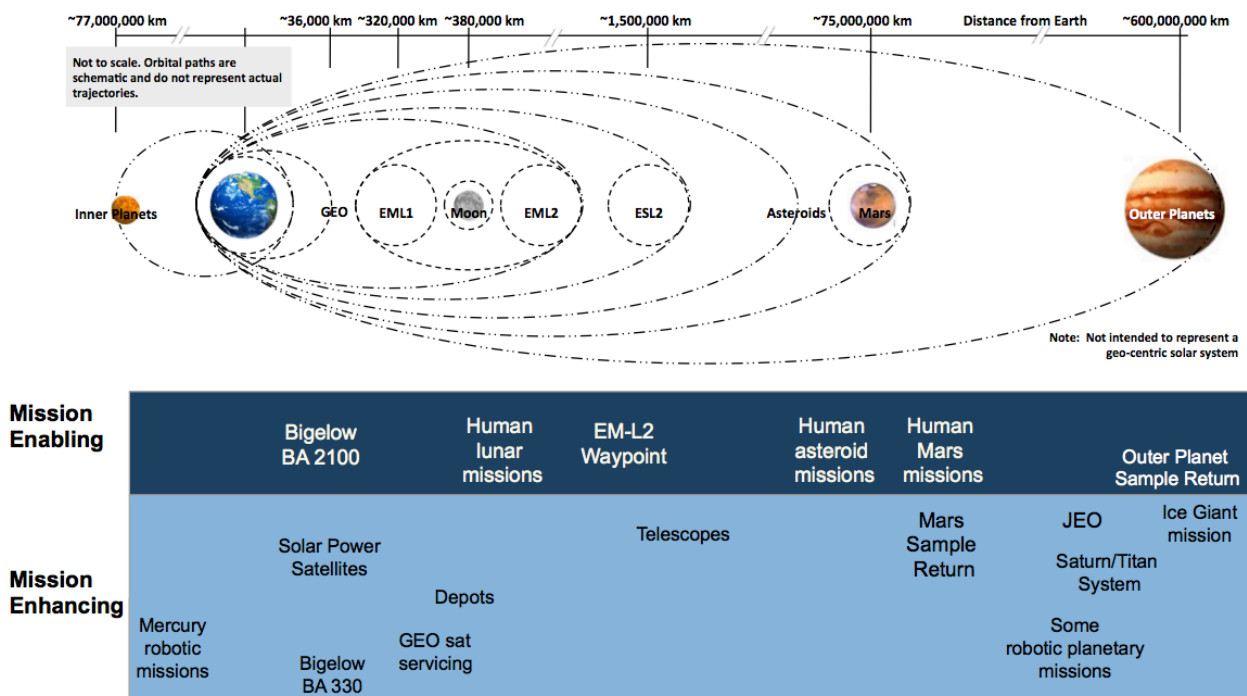 ~77,000,000 km
~36,000 km
~320,000 km
~380,000 km
~1,500,000 km
~75,000,000 km
Distance from Earth
~600,000,000 km
Not to scale. Orbital paths are
schematic and do not represent actual
trajectories.
Inner Planets
GEO
EML1
Moon
EML2
ESL2
Asteroids
Mars
Outer Planets
Note: Not intended to represent a
geo-centric solar system
Mission
Enabling
Bigelow
BA 2100
Human
lunar
missions
EM-L2
Waypoint
Human
asteroid
missions
Human
Mars
missions
Outer Planet
Sample Return
Mission
Enhancing
Mercury
robotic
missions
Solar Power
Satellites
Bigelow
BA 330
Depots
GEO sat
servicing
Telescopes
Mars
Sample
Return
JEO
Ice Giant
mission
Saturn/Titan
System
Some
robotic planetary
missions